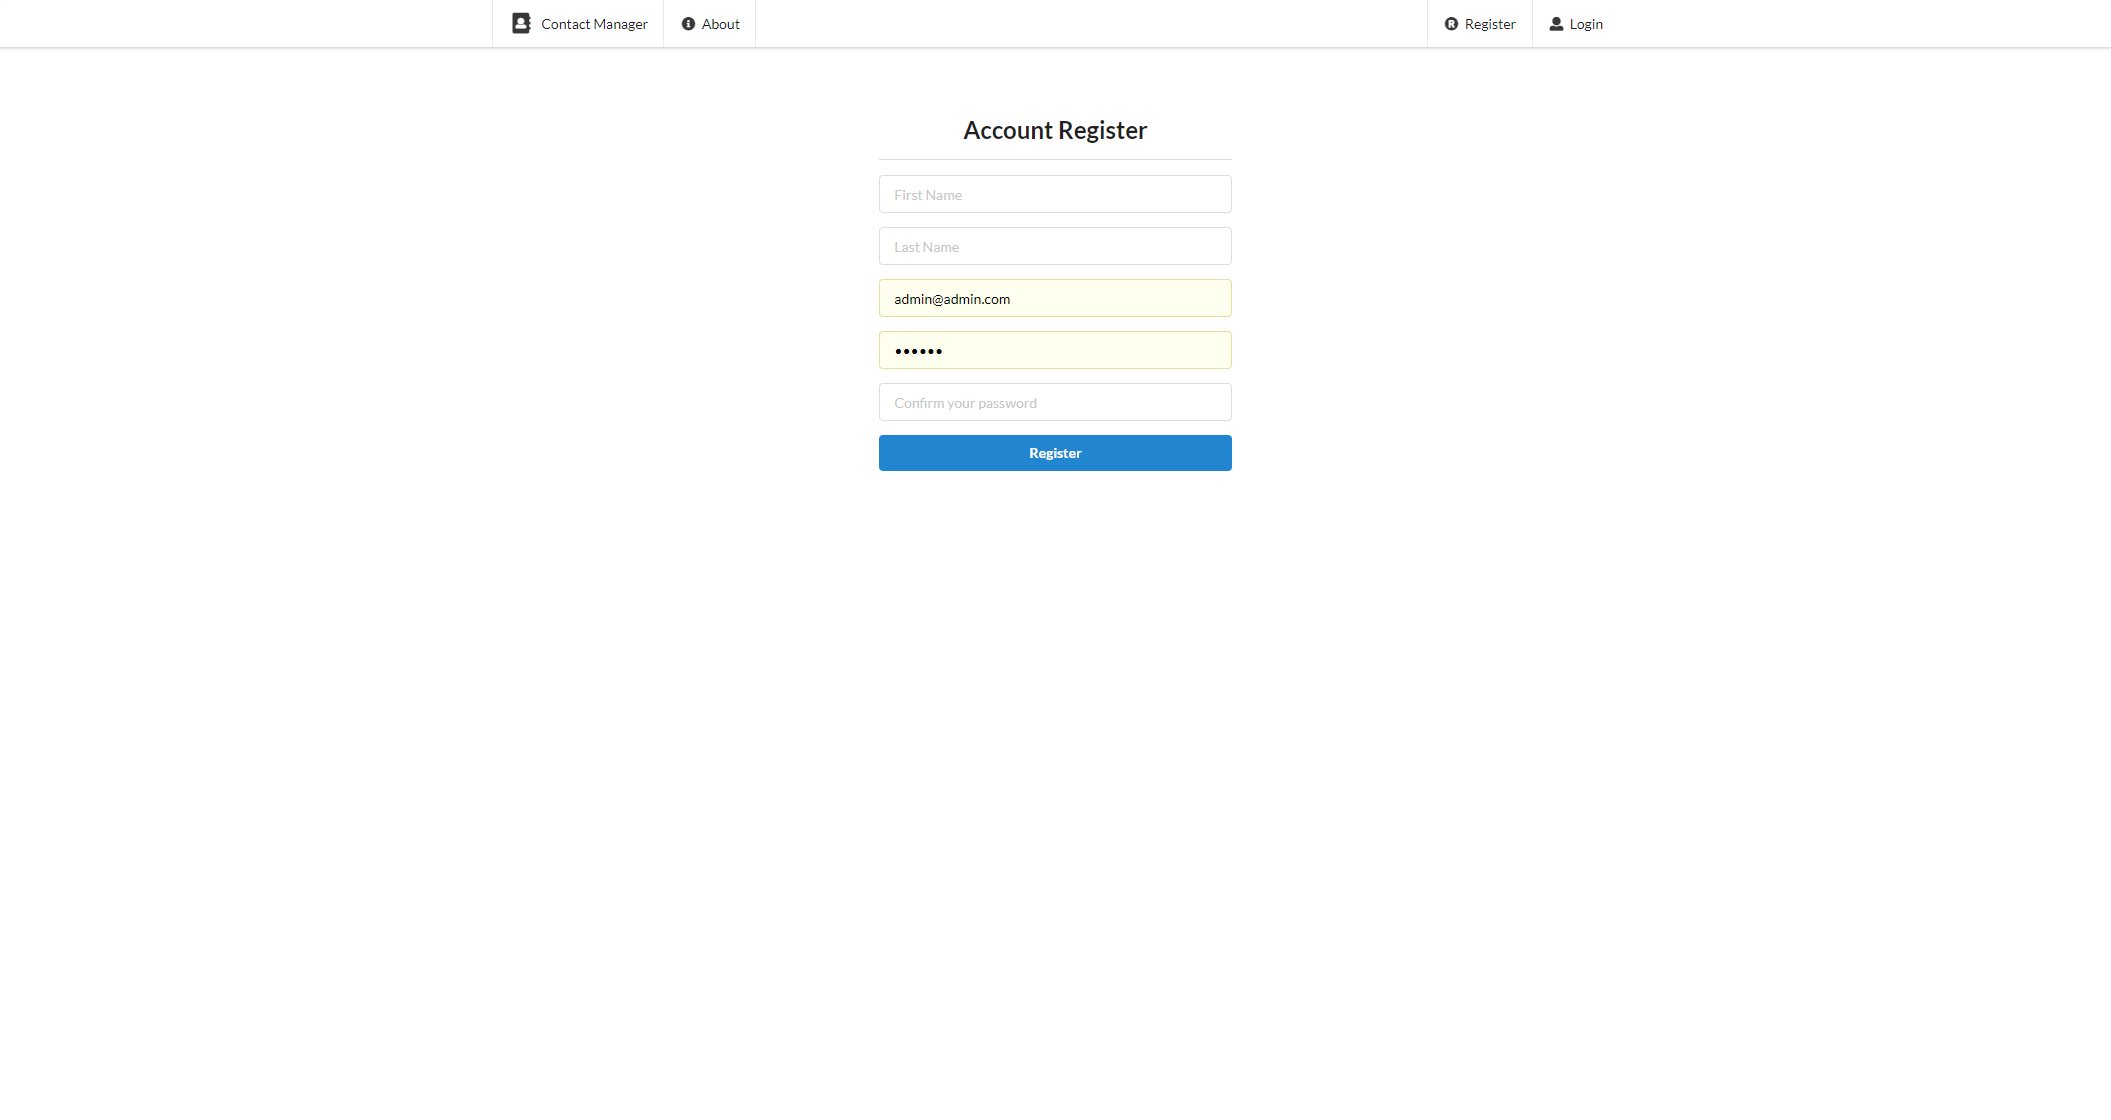 Contact Manager
About
Register
Login
Account Register
First Name
Last Name
admin@admin.com
••••••
Confirm your password
Register